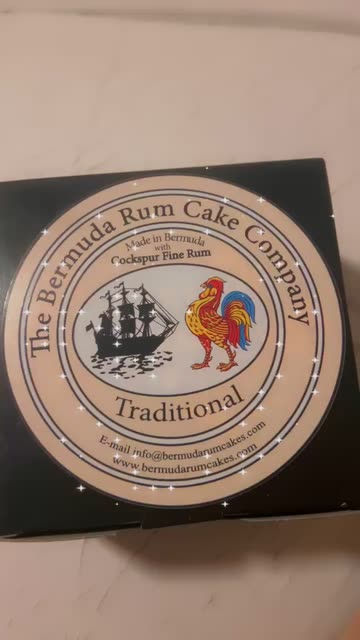 The Bermuda Rum Cake Company
Made in Bermuda
with
Cockspur Fine Rum
Traditional
E-mail info@bermudarumcakes.com
www.bermudarumcakes.com